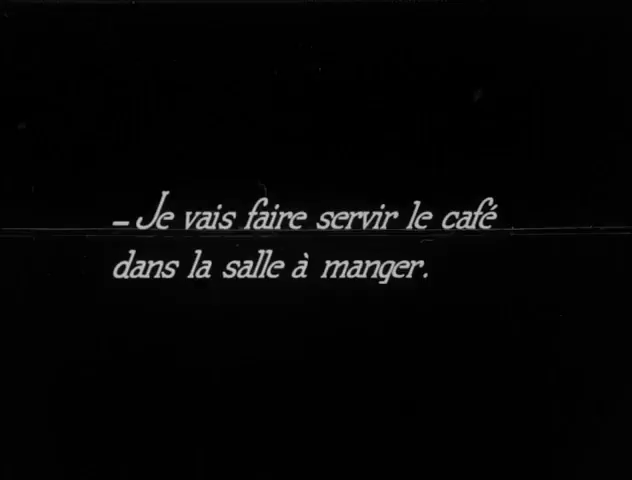 – Je vais faire servir le café
dans la salle à manger.